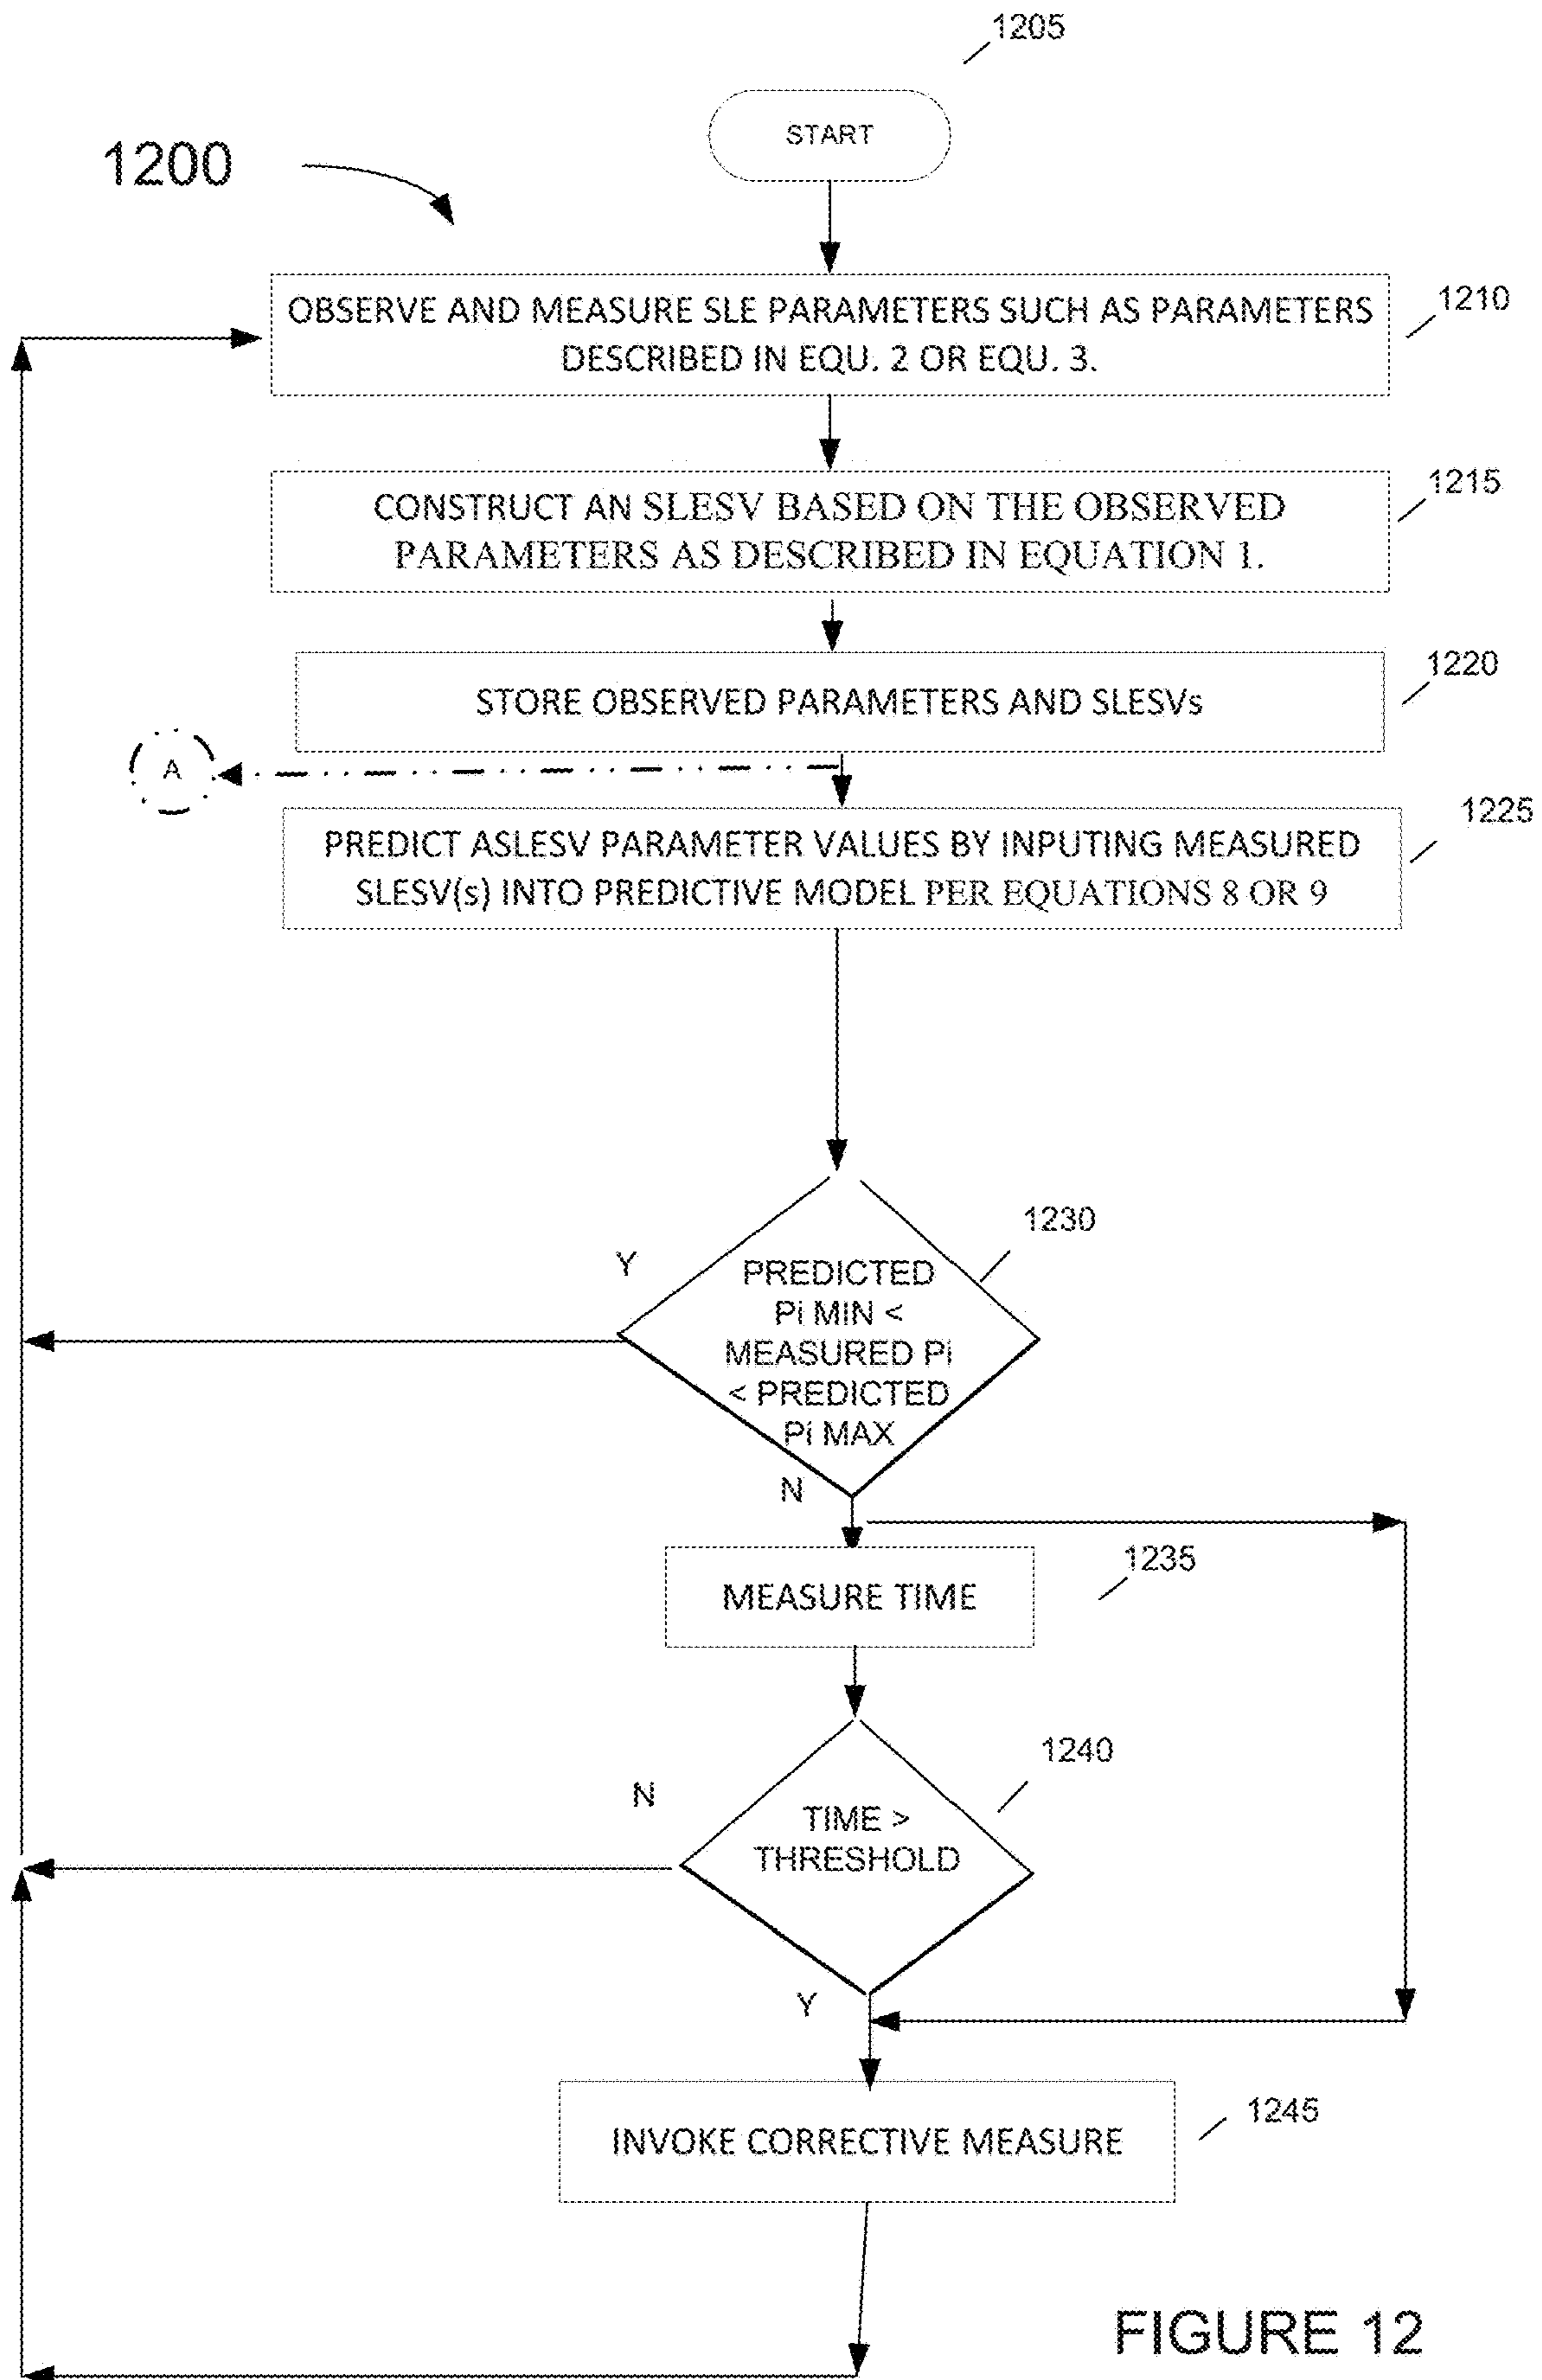 1205
START
1200
OBSERVE AND MEASURE SLE PARAMETERS SUCH AS PARAMETERS
DESCRIBED IN EQU. 2 OR EQU. 3.
1210
CONSTRUCT AN SLESV BASED ON THE OBSERVED
PARAMETERS AS DESCRIBED IN EQUATION 1.
1215
STORE OBSERVED PARAMETERS AND SLESVs
1220
A
PREDICT ASLESV PARAMETER VALUES BY INPUTING MEASURED
SLESV(s) INTO PREDICTIVE MODEL PER EQUATIONS 8 OR 9
1225
1230
Y
PREDICTED
Pi MIN <
MEASURED Pi
< PREDICTED
Pi MAX
N
1235
MEASURE TIME
1240
N
TIME >
THRESHOLD
Y
1245
INVOKE CORRECTIVE MEASURE
FIGURE 12